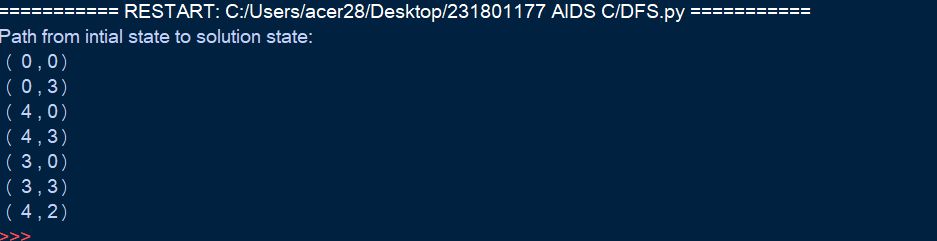 =========== RESTART: C:/Users/acer28/Desktop/231801177 AIDS C/DFS.py ===========
Path from intial state to solution state:
( 0 , 0 )
( 0 , 3 )
( 4 , 0 )
( 4 , 3 )
( 3 , 0 )
( 3 , 3 )
( 4 , 2 )
>>>